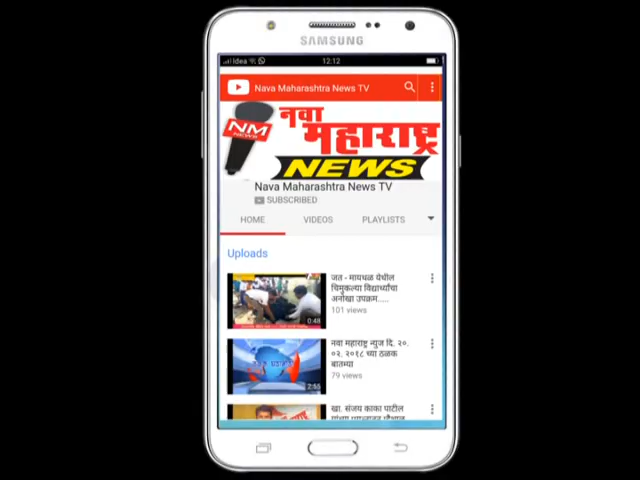 SAMSUNG
Idea
12:12
Nava Maharashtra News TV
NM
NEWS
नवा
महाराष्ट्र
NEWS
Nava Maharashtra News TV
SUBSCRIBED
HOME VIDEOS PLAYLISTS
Uploads
जत - मायथळ येथील
चिमुकल्या विद्यार्थ्यांचा
अनोखा उपक्रम.....
101 views
0:48
नवा महाराष्ट्र न्युज दि. २०.
०२. २०१८ च्या ठळक
बातम्या
79 views
2:55
खा. संजय काका पाटील